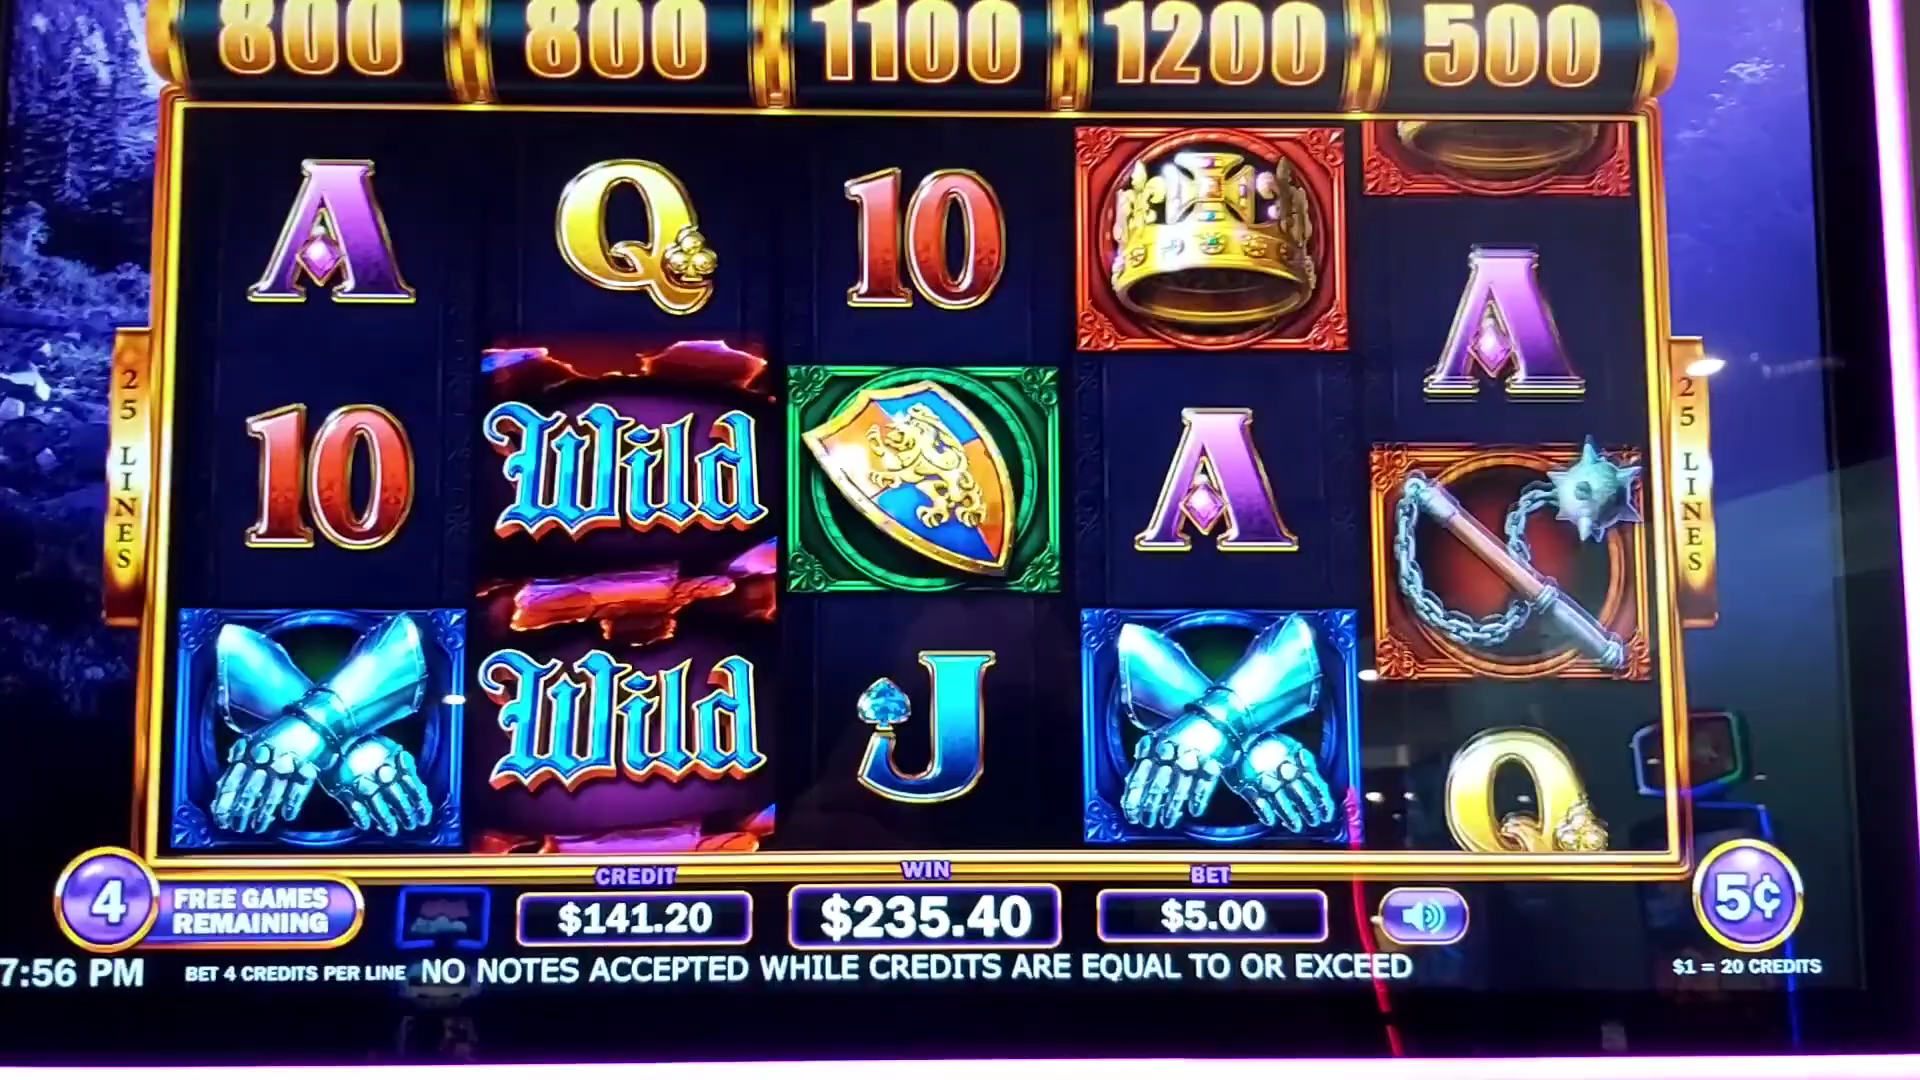 800 800 1100 1200 500
A Q 10
A
10 Wild A
Wild J
Q
25 LINES
25 LINES
4 FREE GAMES REMAINING
CREDIT
$141.20
WIN
$235.40
BET
$5.00
5¢
7:56 PM
BET 4 CREDITS PER LINE
NO NOTES ACCEPTED WHILE CREDITS ARE EQUAL TO OR EXCEED
$1 = 20 CREDITS